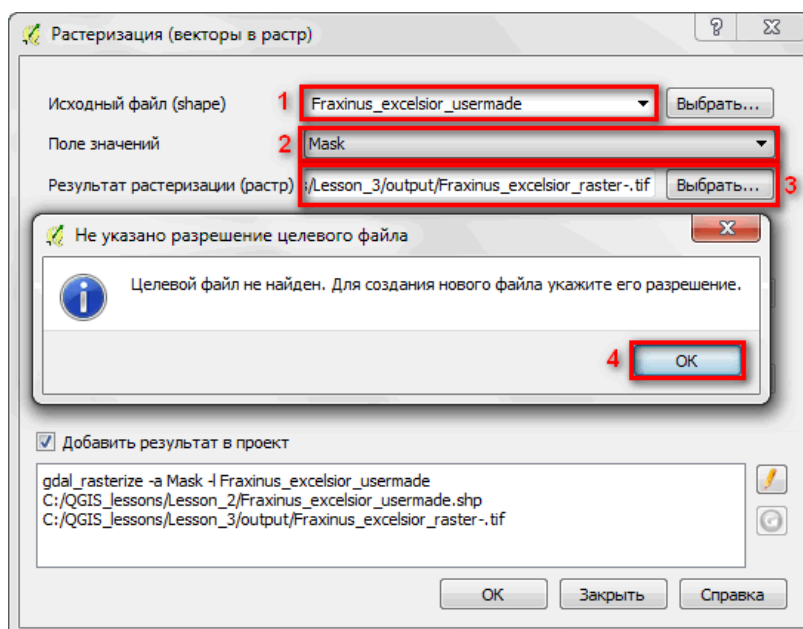 Растеризация (векторы в растр)
Исходный файл (shape) 1 Fraxinus_excelsior_usermade Выбрать...
Поле значений 2 Mask
Результат растеризации (растр) s/Lesson_3/output/Fraxinus_excelsior_raster-.tif Выбрать... 3
Не указано разрешение целевого файла
Целевой файл не найден. Для создания нового файла укажите его разрешение.
4 OK
Добавить результат в проект
gdal_rasterize -a Mask -l Fraxinus_excelsior_usermade
C:/QGIS_lessons/Lesson_2/Fraxinus_excelsior_usermade.shp
C:/QGIS_lessons/Lesson_3/output/Fraxinus_excelsior_raster-.tif
OK Закрыть Справка